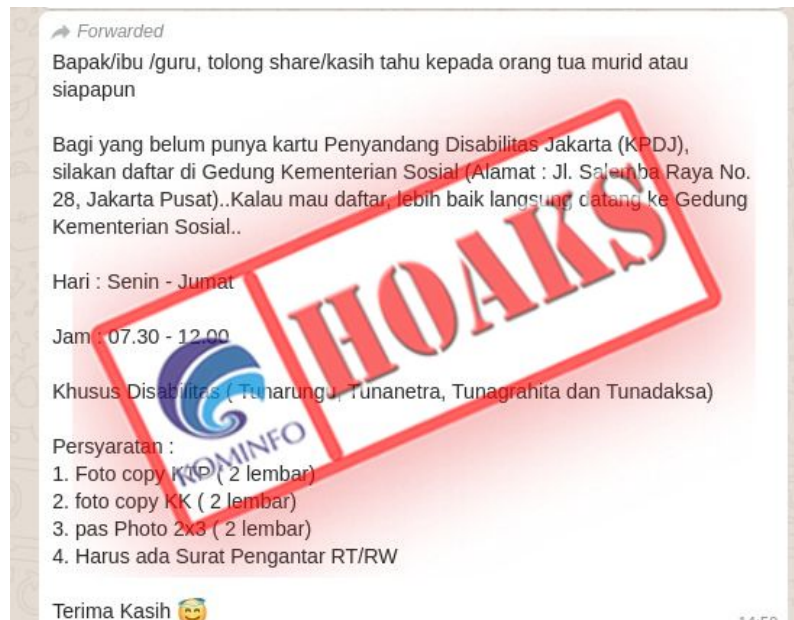 Forwarded
Bapak/ibu /guru, tolong share/kasih tahu kepada orang tua murid atau
siapapun
Bagi yang belum punya kartu Penyandang Disabilitas Jakarta (KPDJ),
silakan daftar di Gedung Kementerian Sosial (Alamat : Jl. Salemba Raya No.
28, Jakarta Pusat)..Kalau mau daftar, lebih baik langsung datang ke Gedung
Kementerian Sosial..
Hari : Senin - Jumat
Jam : 07.30 - 12.00
Khusus Disabilitas ( Tunarungu, Tunanetra, Tunagrahita dan Tunadaksa)
Persyaratan :
1. Foto copy KTP ( 2 lembar)
2. foto copy KK ( 2 lembar)
3. pas Photo 2x3 ( 2 lembar)
4. Harus ada Surat Pengantar RT/RW
Terima Kasih 😇
KOMINFO
HOAKS